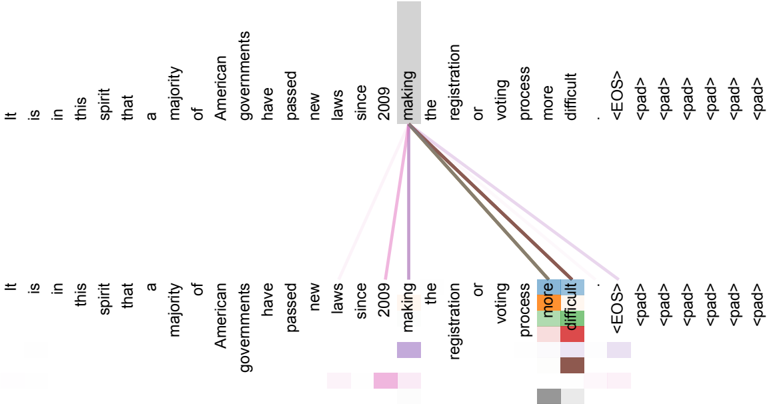 It is in this spirit that a majority of American governments have passed new laws since 2009 making the registration or voting process more difficult . <EOS> <pad> <pad> <pad> <pad> <pad> <pad>
It is in this spirit that a majority of American governments have passed new laws since 2009 making the registration or voting process more difficult . <EOS> <pad> <pad> <pad> <pad> <pad> <pad>